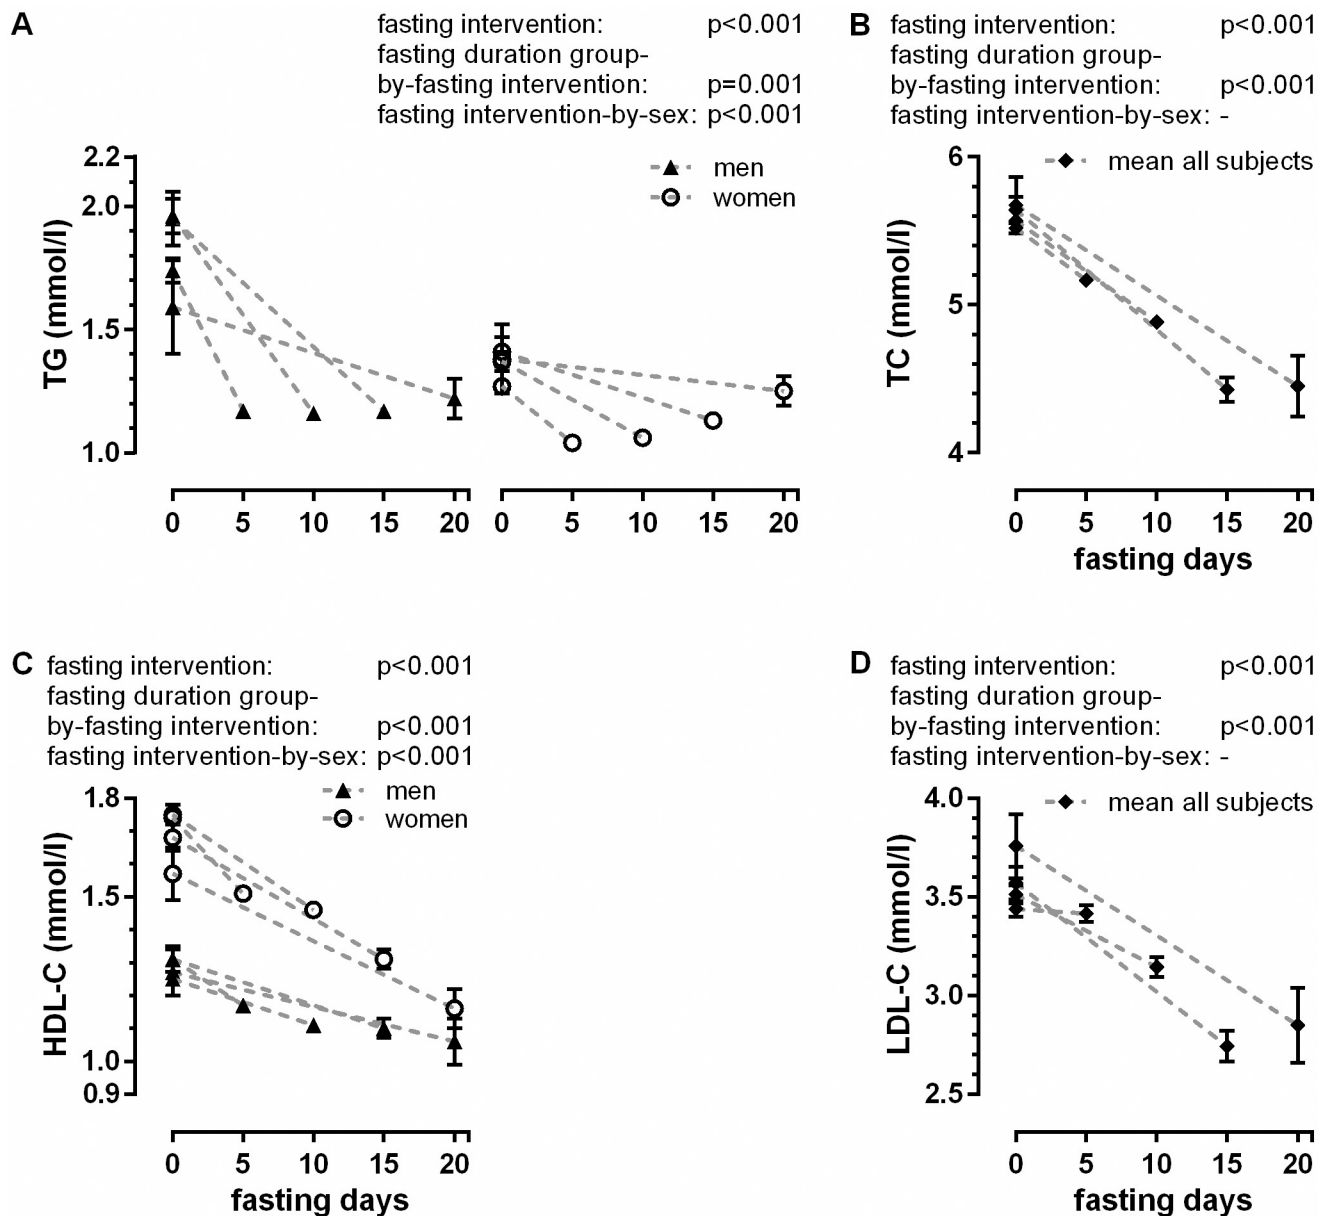 A
fasting intervention: p<0.001
fasting duration group-
by-fasting intervention: p=0.001
fasting intervention-by-sex: p<0.001
men
women
TG (mmol/l)
2.2
2.0
1.5
1.0
0 5 10 15 20
0 5 10 15 20
B
fasting intervention: p<0.001
fasting duration group-
by-fasting intervention: p<0.001
fasting intervention-by-sex: -
mean all subjects
TC (mmol/l)
6
5
4
0 5 10 15 20
fasting days
C
fasting intervention: p<0.001
fasting duration group-
by-fasting intervention: p<0.001
fasting intervention-by-sex: p<0.001
men
women
HDL-C (mmol/l)
1.8
1.5
1.0
0.9
0 5 10 15 20
fasting days
D
fasting intervention: p<0.001
fasting duration group-
by-fasting intervention: p<0.001
fasting intervention-by-sex: -
mean all subjects
LDL-C (mmol/l)
4.0
3.5
3.0
2.5
0 5 10 15 20
fasting days